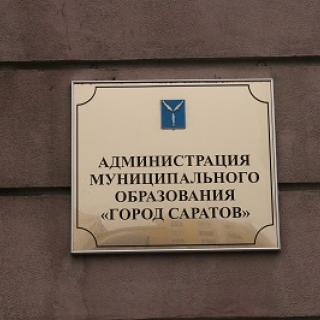 АДМИНИСТРАЦИЯ
МУНИЦИПАЛЬНОГО
ОБРАЗОВАНИЯ
«ГОРОД САРАТОВ»